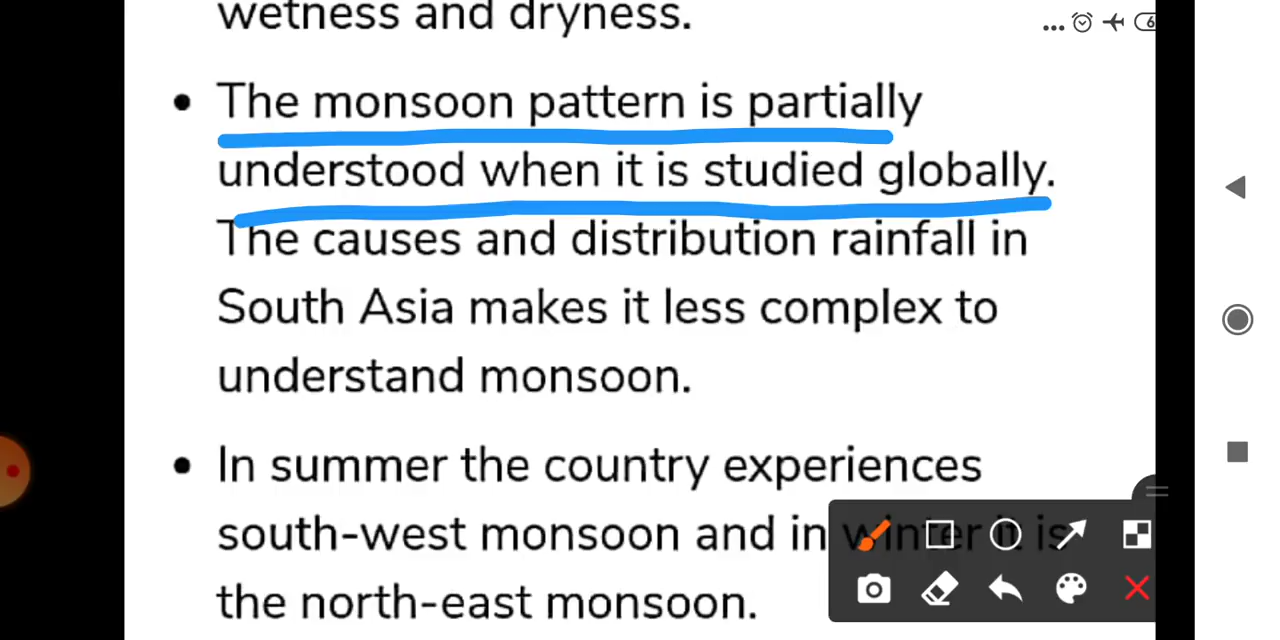 wetness and dryness.
6
• The monsoon pattern is partially
understood when it is studied globally.
The causes and distribution rainfall in
South Asia makes it less complex to
understand monsoon.
• In summer the country experiences
south-west monsoon and in winter it is
the north-east monsoon.